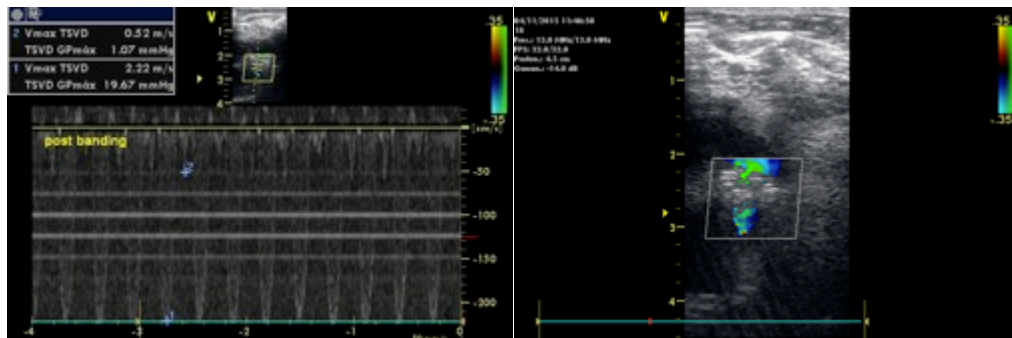 2 Vmax TSVD 0.52 m/s
TSVD GPmáx 1.07 mmHg
1 Vmax TSVD 2.22 m/s
TSVD GPmáx 19.67 mmHg
V
1
2
3
4
.35
-.35
[cm/s]
post banding
2
-50
-100
-150
-200
1
-4
-3
-2
-1
0
V
1
2
3
4
.35
-.35